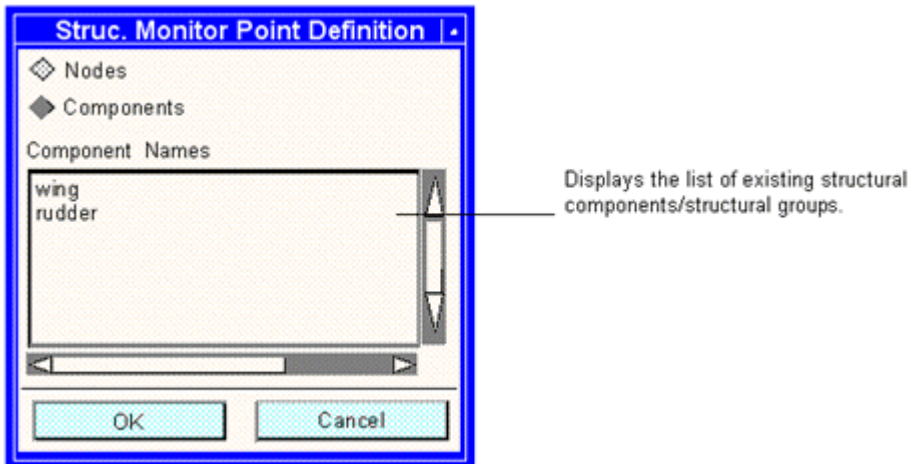 Struc. Monitor Point Definition
Nodes
Components
Component Names
wing
rudder
Displays the list of existing structural
components/structural groups.
OK
Cancel